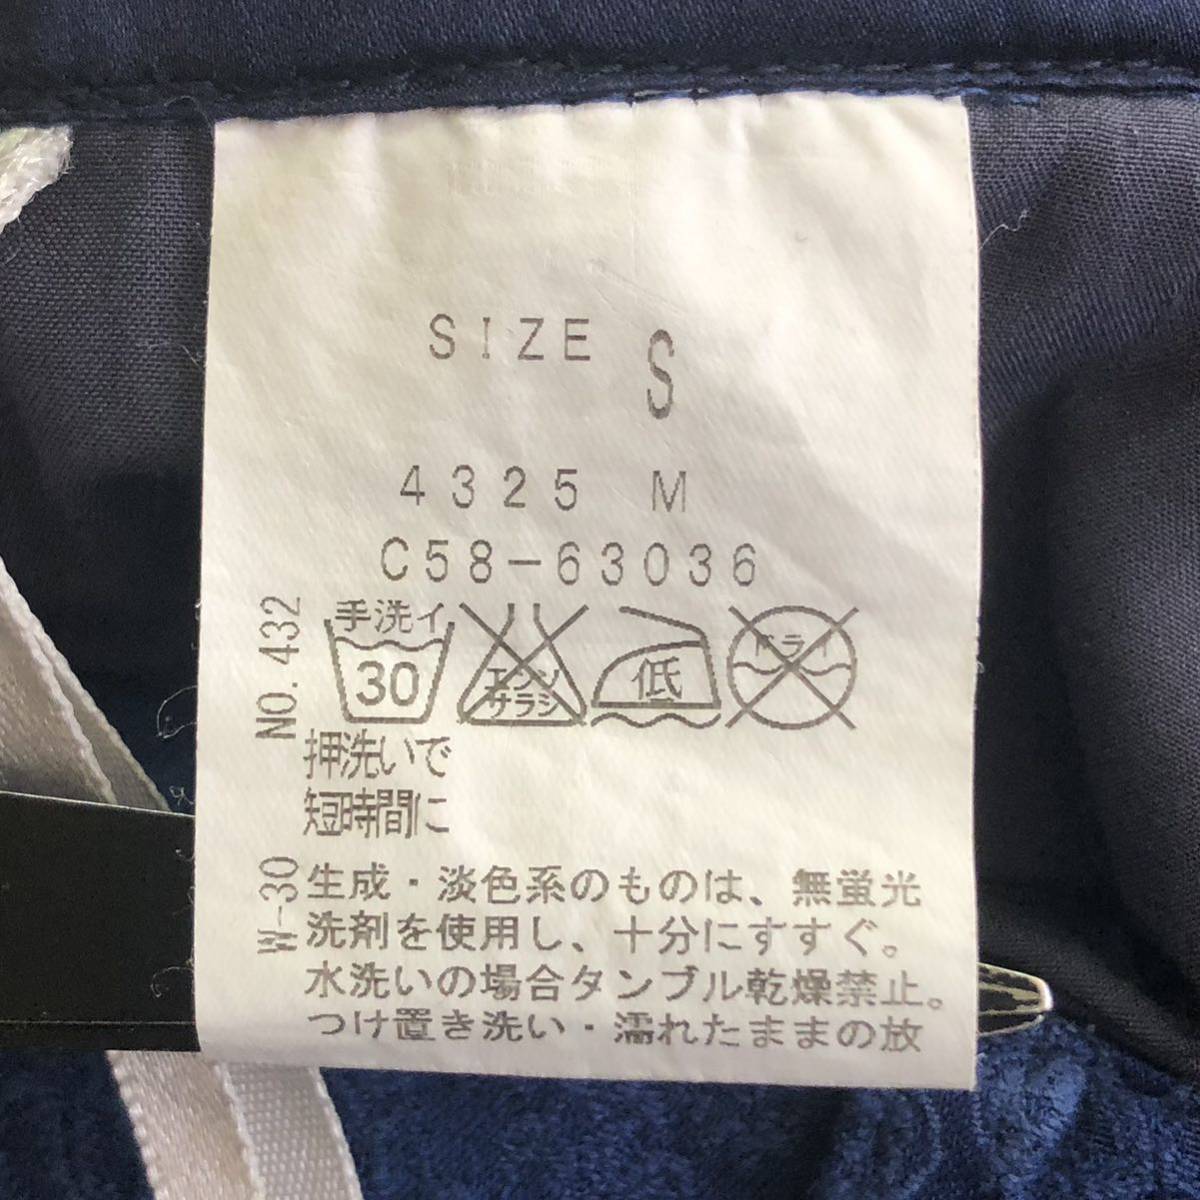 SIZE S
4325 M
C58-63036
NO. 432
手洗イ
30
エンソ
サラシ
低
ドライ
押洗いで
短時間に
W-30
生成・淡色系のものは、無蛍光
洗剤を使用し、十分にすすぐ。
水洗いの場合タンブル乾燥禁止。
つけ置き洗い・濡れたままの放